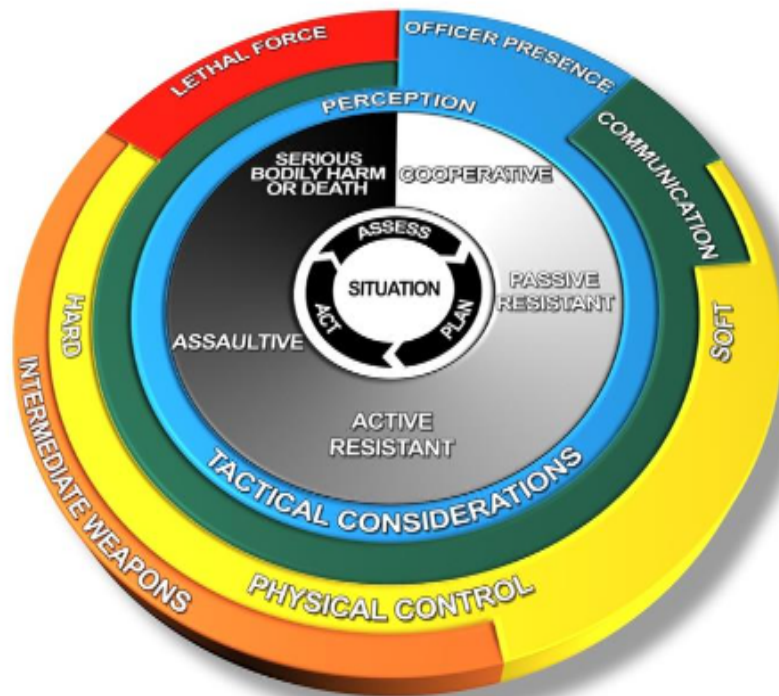 LETHAL FORCE
OFFICER PRESENCE
COMMUNICATION
PERCEPTION
SERIOUS
BODILY HARM
OR DEATH
COOPERATIVE
ASSESS
SITUATION
ACT
PLAN
PASSIVE
RESISTANT
ASSAULTIVE
ACTIVE
RESISTANT
HARD
SOFT
TACTICAL CONSIDERATIONS
PHYSICAL CONTROL
INTERMEDIATE WEAPONS